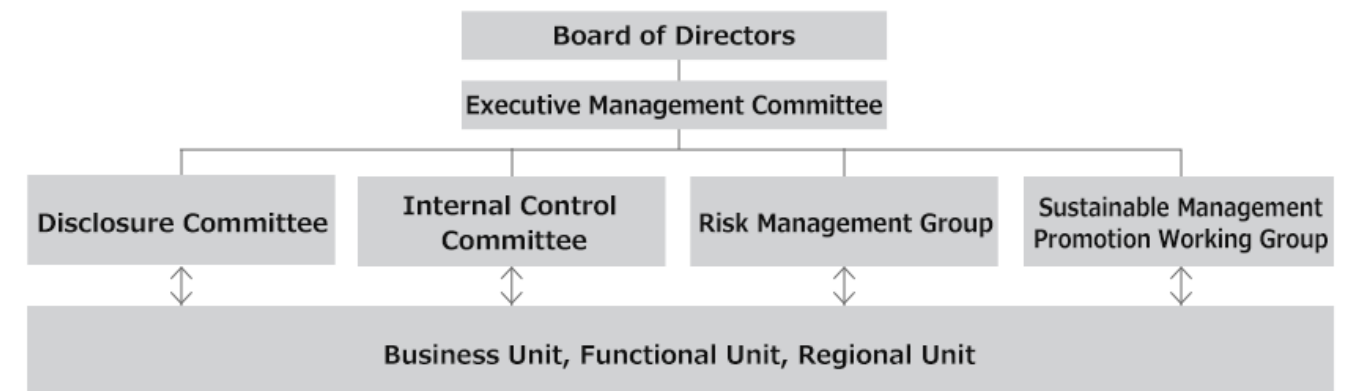 Board of Directors
Executive Management Committee
Disclosure Committee
Internal Control
Committee
Risk Management Group
Sustainable Management
Promotion Working Group
Business Unit, Functional Unit, Regional Unit